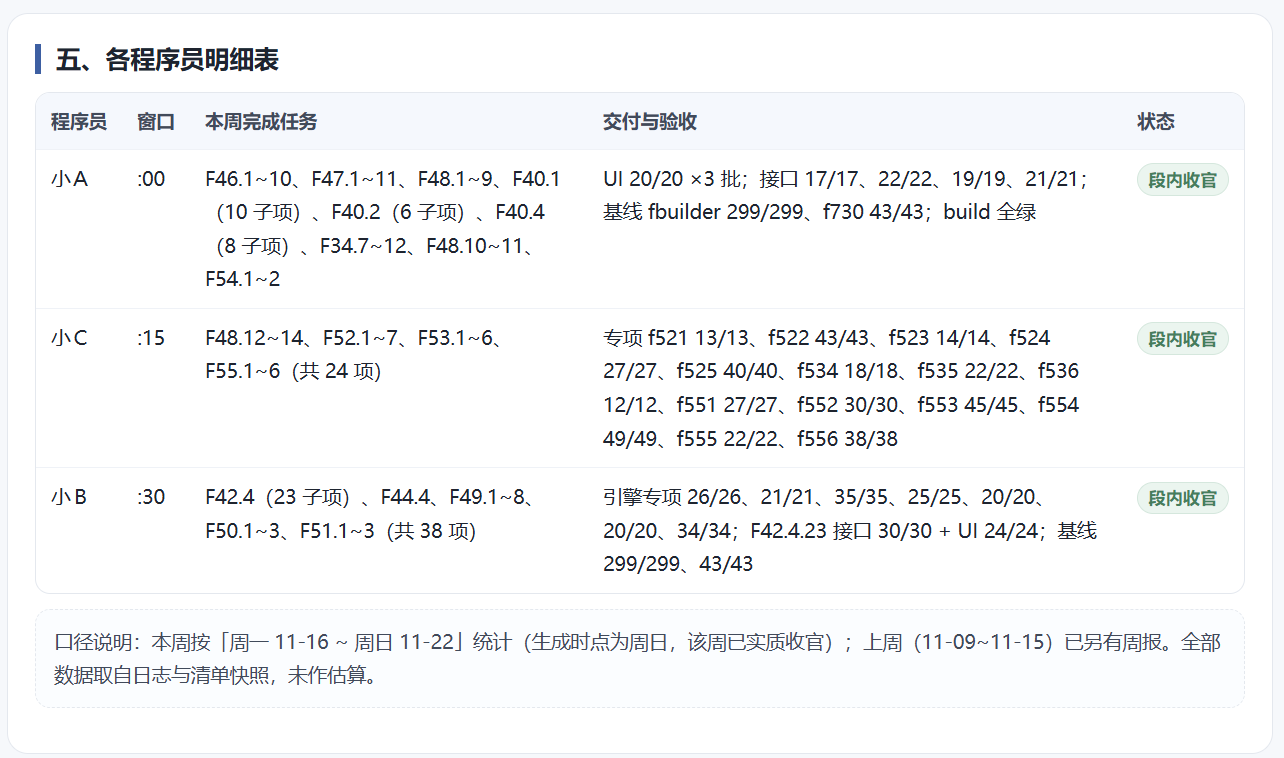 五、各程序员明细表
程序员 窗口 本周完成任务 交付与验收 状态
小A :00 F46.1~10、F47.1~11、F48.1~9、F40.1 UI 20/20 ×3 批；接口 17/17、22/22、19/19、21/21； 段内收官
（10 子项）、F40.2（6 子项）、F40.4 基线 fbuilder 299/299、f730 43/43；build 全绿
（8 子项）、F34.7~12、F48.10~11、
F54.1~2
小C :15 F48.12~14、F52.1~7、F53.1~6、 专项 f521 13/13、f522 43/43、f523 14/14、f524 段内收官
F55.1~6（共 24 项） 27/27、f525 40/40、f534 18/18、f535 22/22、f536
12/12、f551 27/27、f552 30/30、f553 45/45、f554
49/49、f555 22/22、f556 38/38
小B :30 F42.4（23 子项）、F44.4、F49.1~8、 引擎专项 26/26、21/21、35/35、25/25、20/20、 段内收官
F50.1~3、F51.1~3（共 38 项） 20/20、34/34；F42.4.23 接口 30/30 + UI 24/24；基线
299/299、43/43
口径说明：本周按「周一 11-16 ~ 周日 11-22」统计（生成时点为周日，该周已实质收官）；上周（11-09~11-15）已另有周报。全部
数据取自日志与清单快照，未作估算。